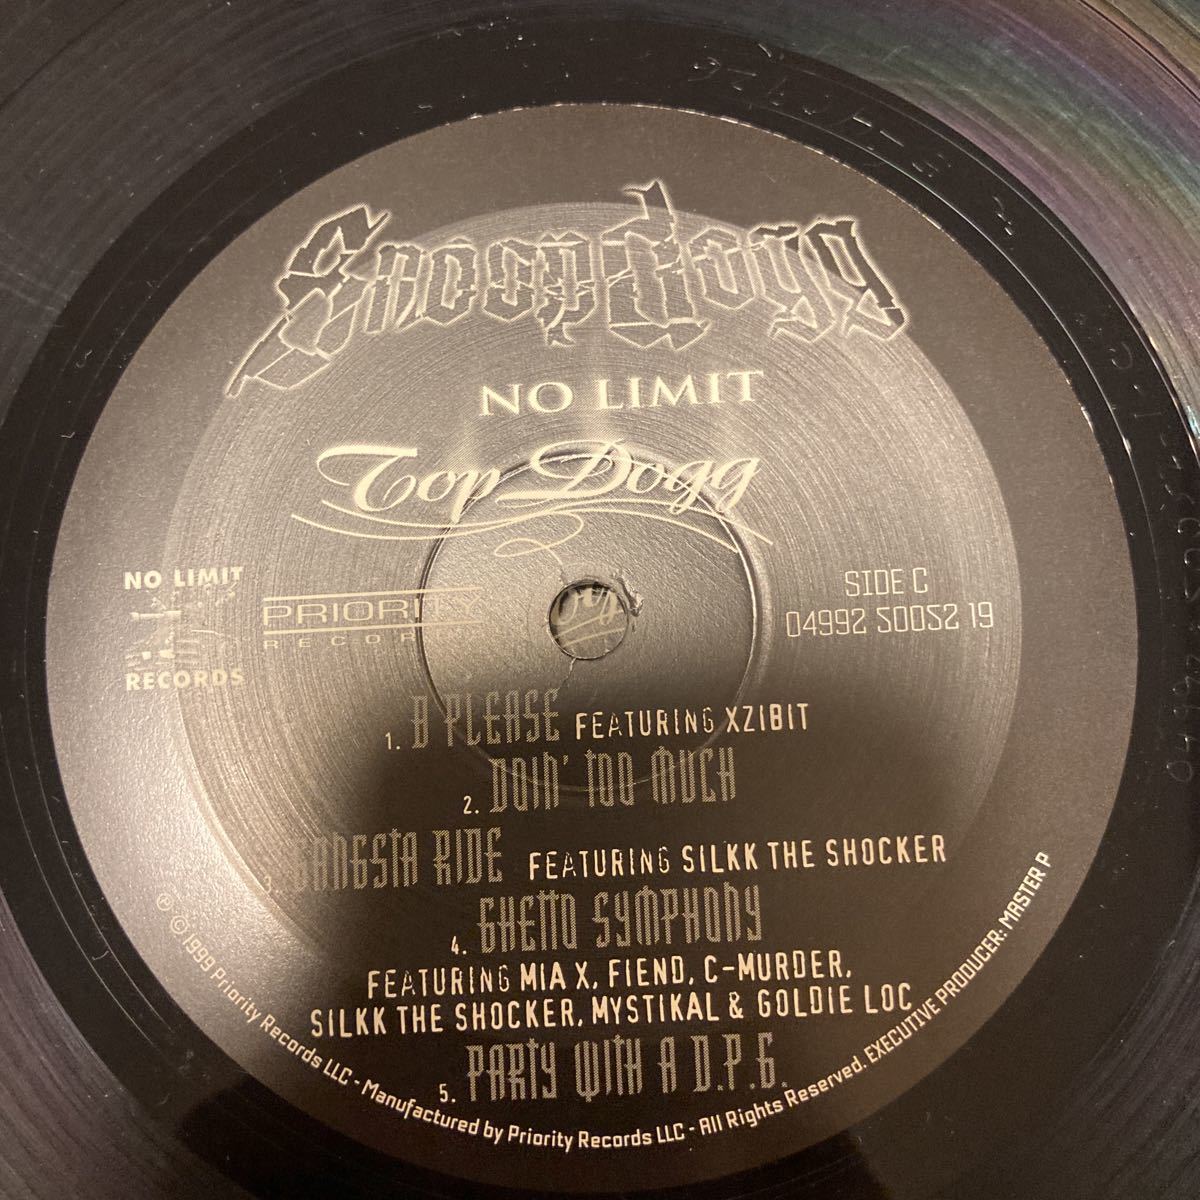 Snoop Dogg
NO LIMIT
Top Dogg
NO LIMIT
RECORDS
PRIORITY
RECOR
SIDE C
04992 50052 19
1. B PLEASE FEATURING XZIBIT
2. DOIN' TOO MUCH
3. GANGSTA RIDE FEATURING SILKK THE SHOCKER
4. GHETTO SYMPHONY
FEATURING MIA X, FIEND, C-MURDER,
SILKK THE SHOCKER, MYSTIKAL & GOLDIE LOC
5. PARTY WITH A D.P.G.
℗ © 1999 Priority Records LLC - Manufactured by Priority Records LLC - All Rights Reserved. EXECUTIVE PRODUCER: MASTER P